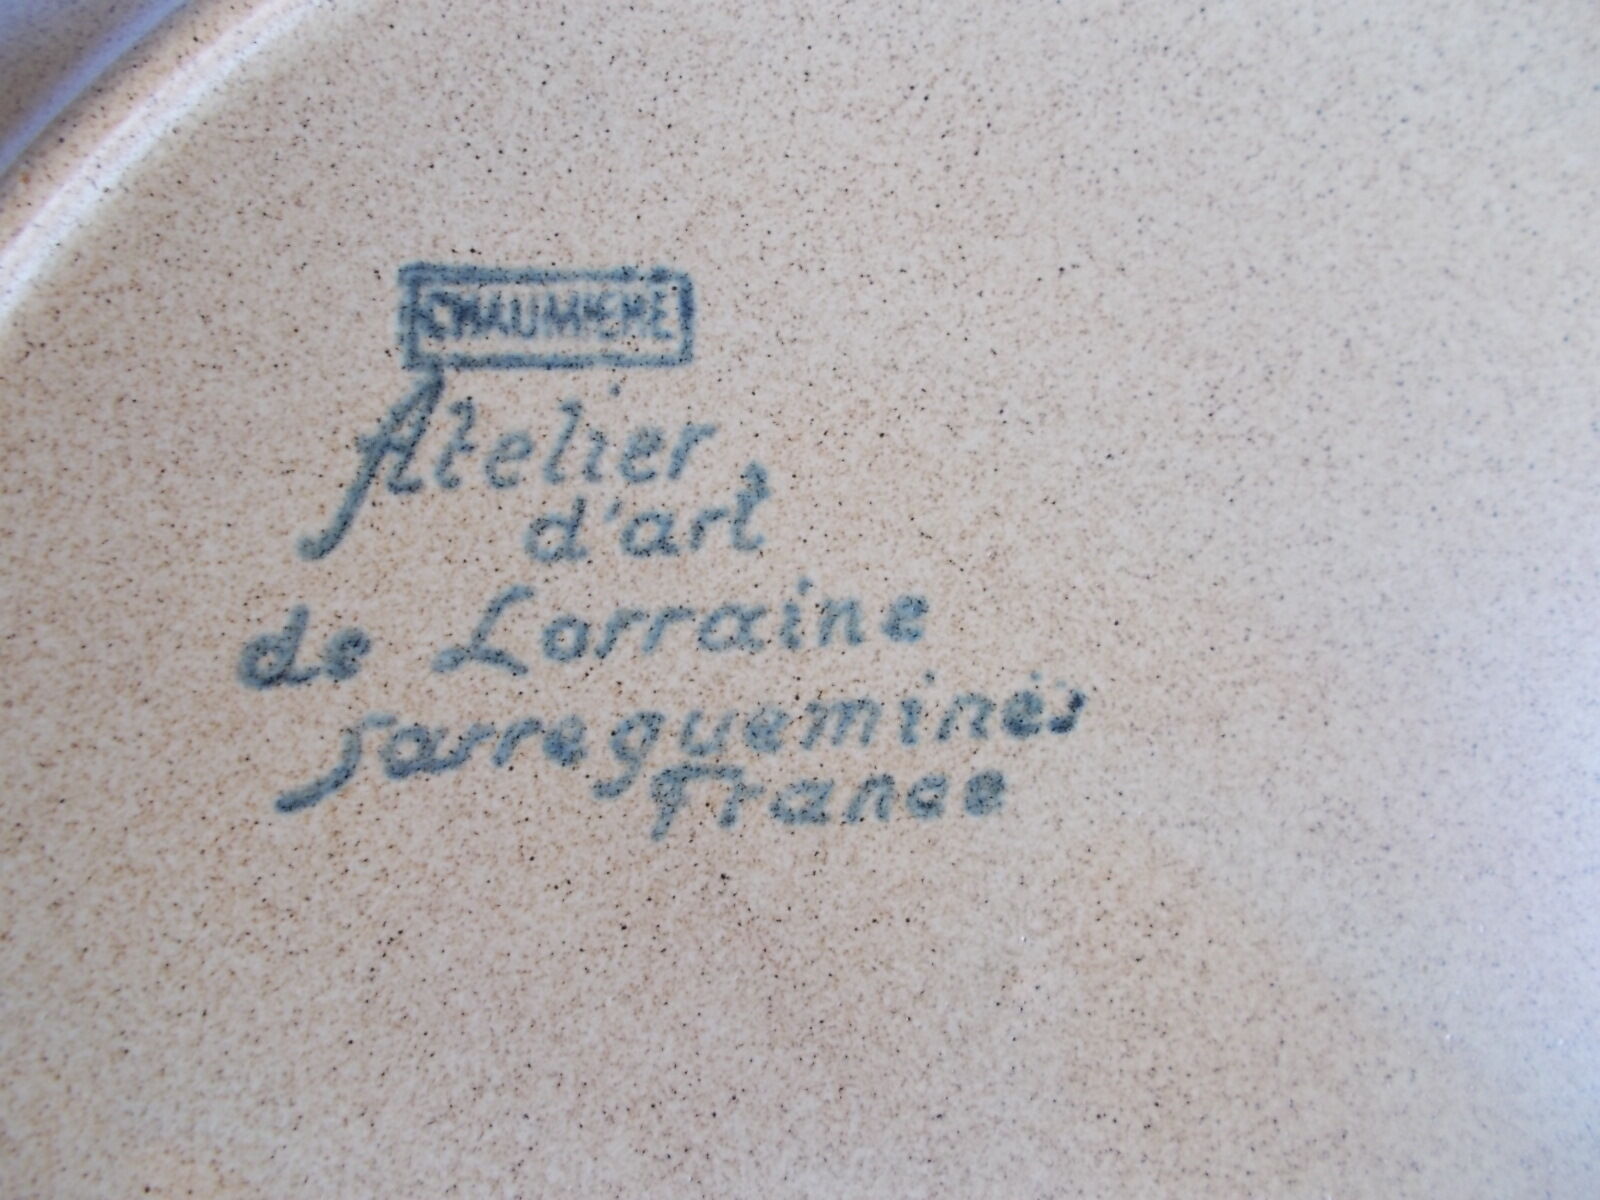 CHAUMIERE
Atelier
d'art
de Lorraine
Sarreguemines
France